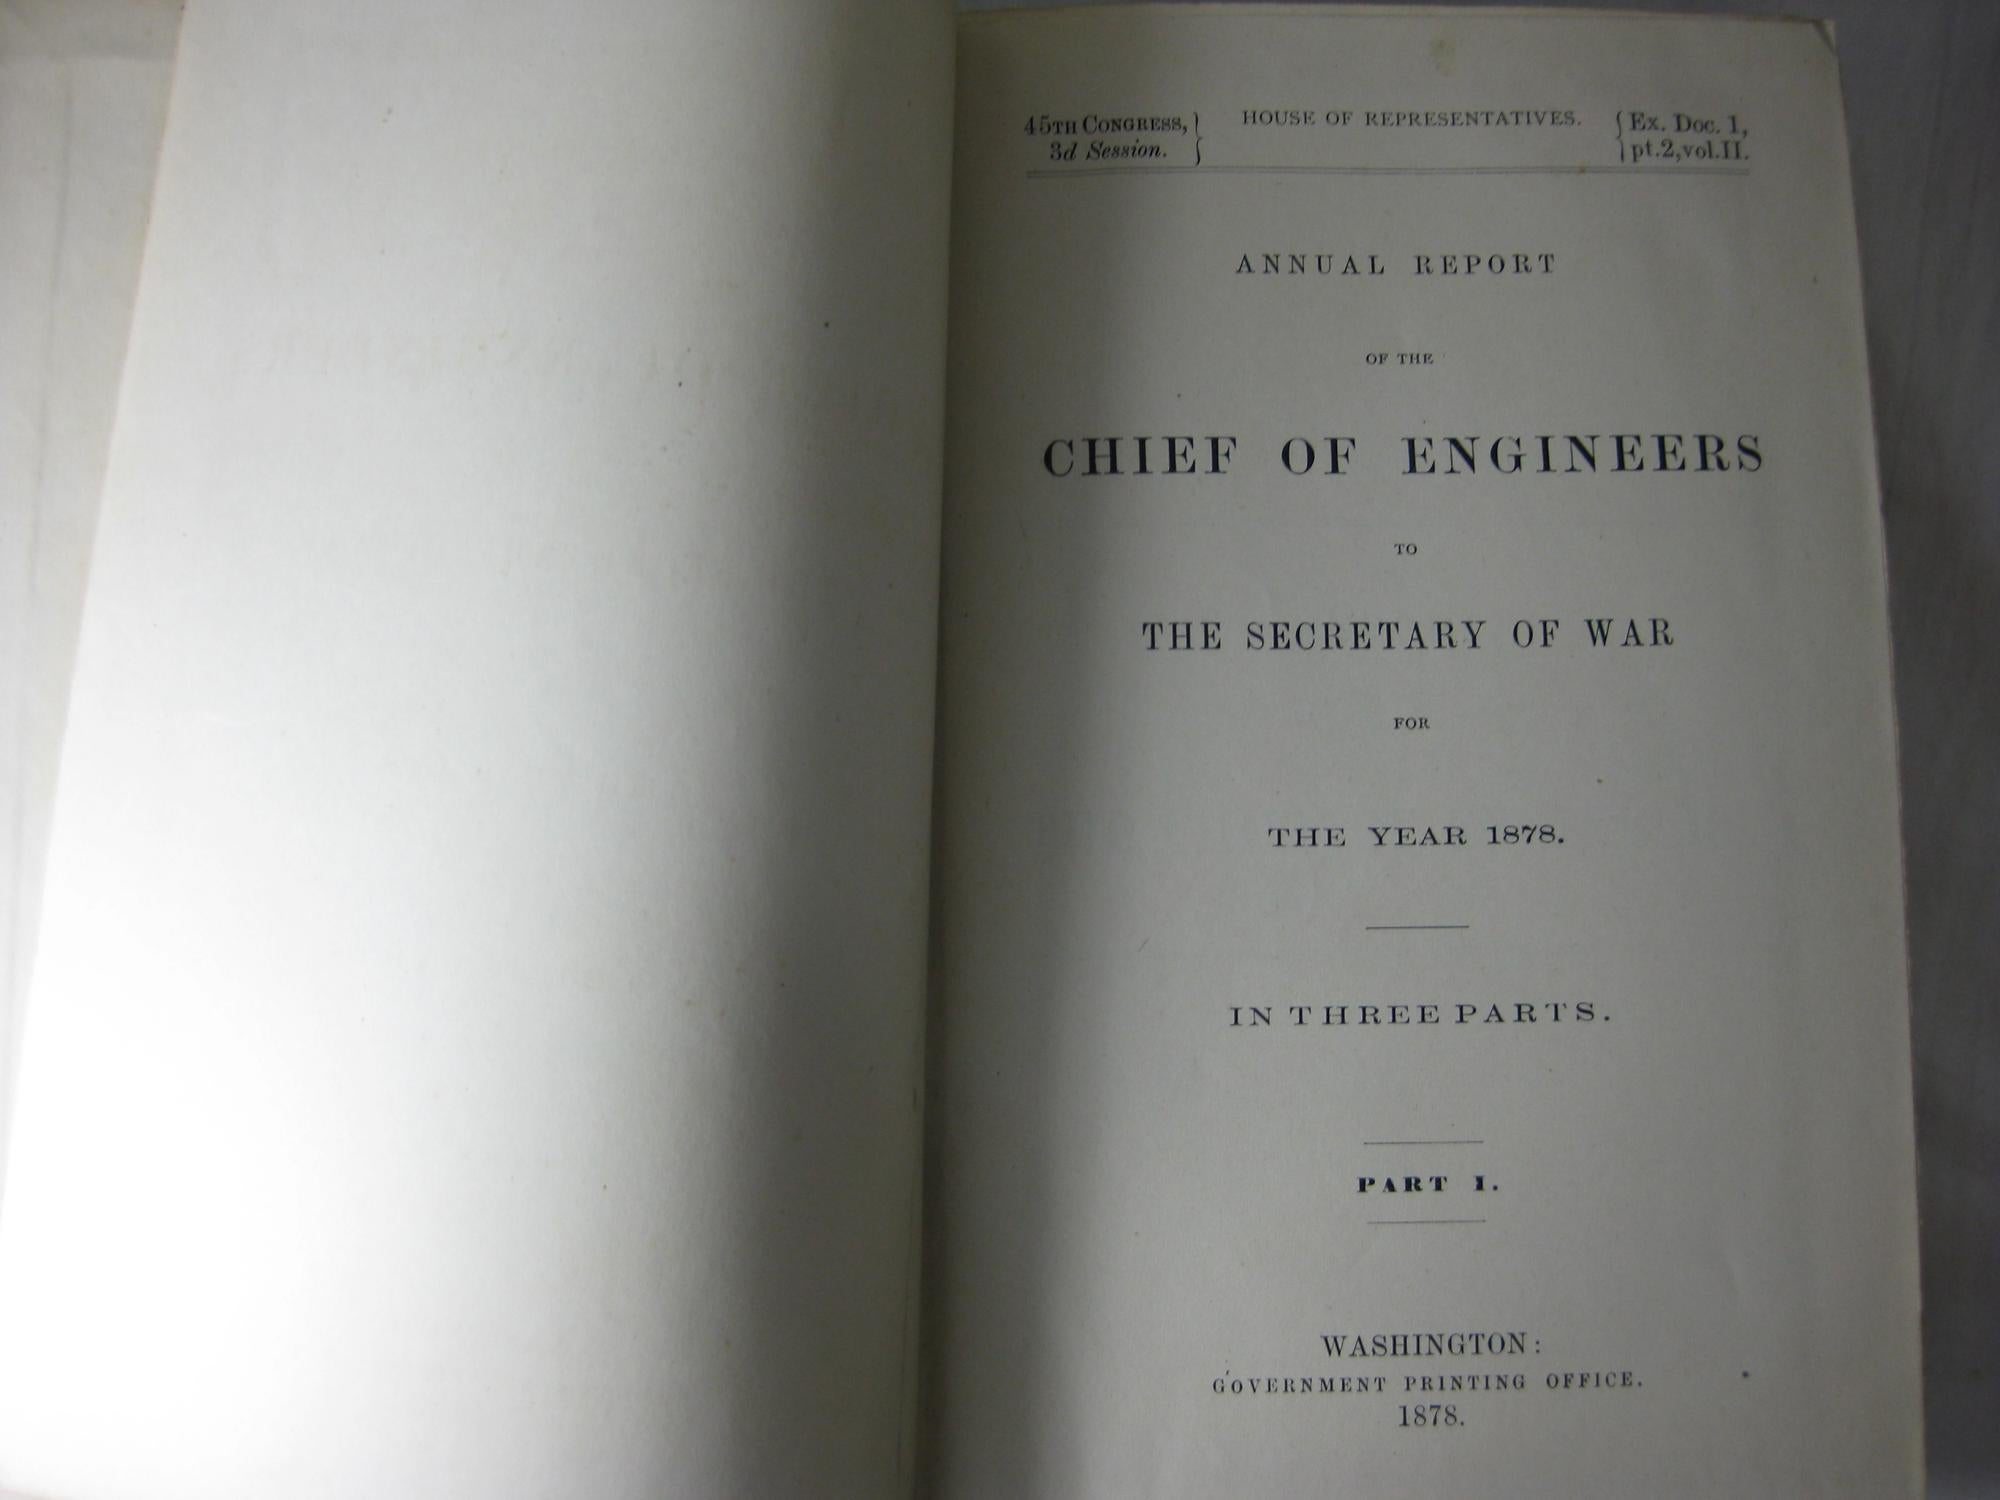 45TH CONGRESS, } HOUSE OF REPRESENTATIVES. { Ex. Doc. 1,
3d Session. } { pt.2, vol.II.
ANNUAL REPORT
OF THE
CHIEF OF ENGINEERS
TO
THE SECRETARY OF WAR
FOR
THE YEAR 1878.
IN THREE PARTS.
PART I.
WASHINGTON:
GOVERNMENT PRINTING OFFICE.
1878.